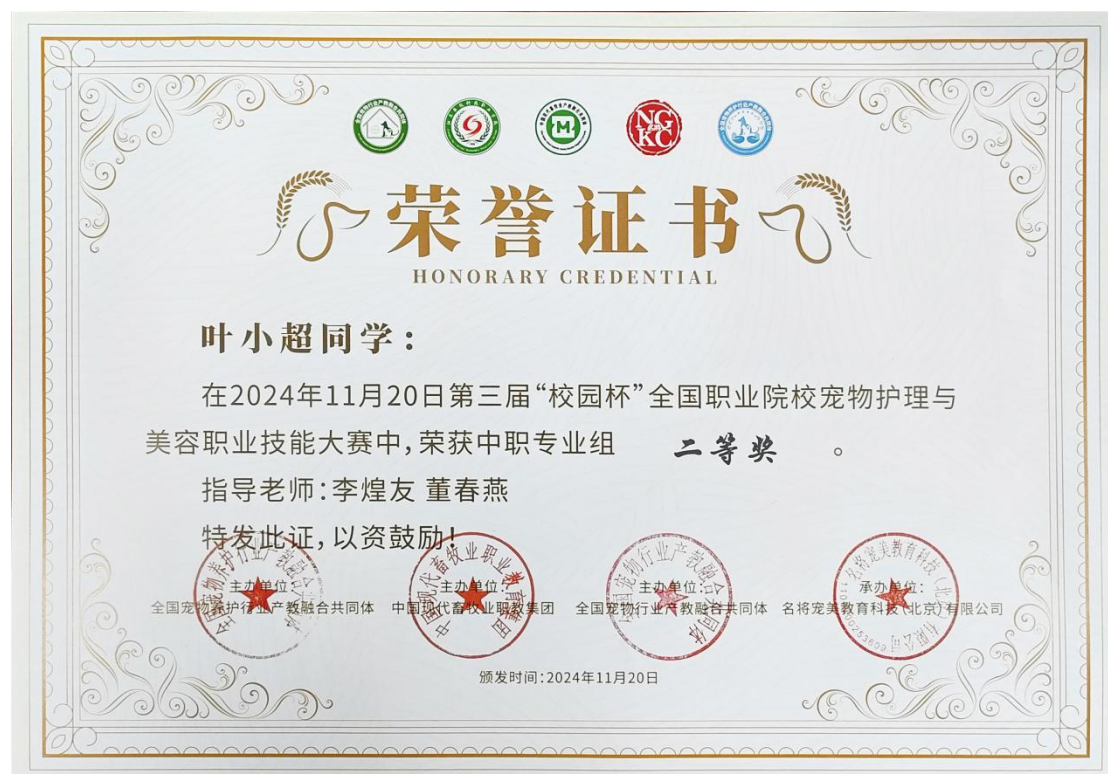 NG
KC
荣誉证书
HONORARY CREDENTIAL
叶小超同学：
在2024年11月20日第三届“校园杯”全国职业院校宠物护理与
美容职业技能大赛中，荣获中职专业组 二等奖 。
指导老师：李煌友 董春燕
特发此证，以资鼓励！
主办单位： 主办单位： 主办单位： 承办单位：
全国宠物养护行业产教融合共同体 中国现代畜牧业职教集团 全国宠物行业产教融合共同体 名将宠美教育科技（北京）有限公司
颁发时间：2024年11月20日